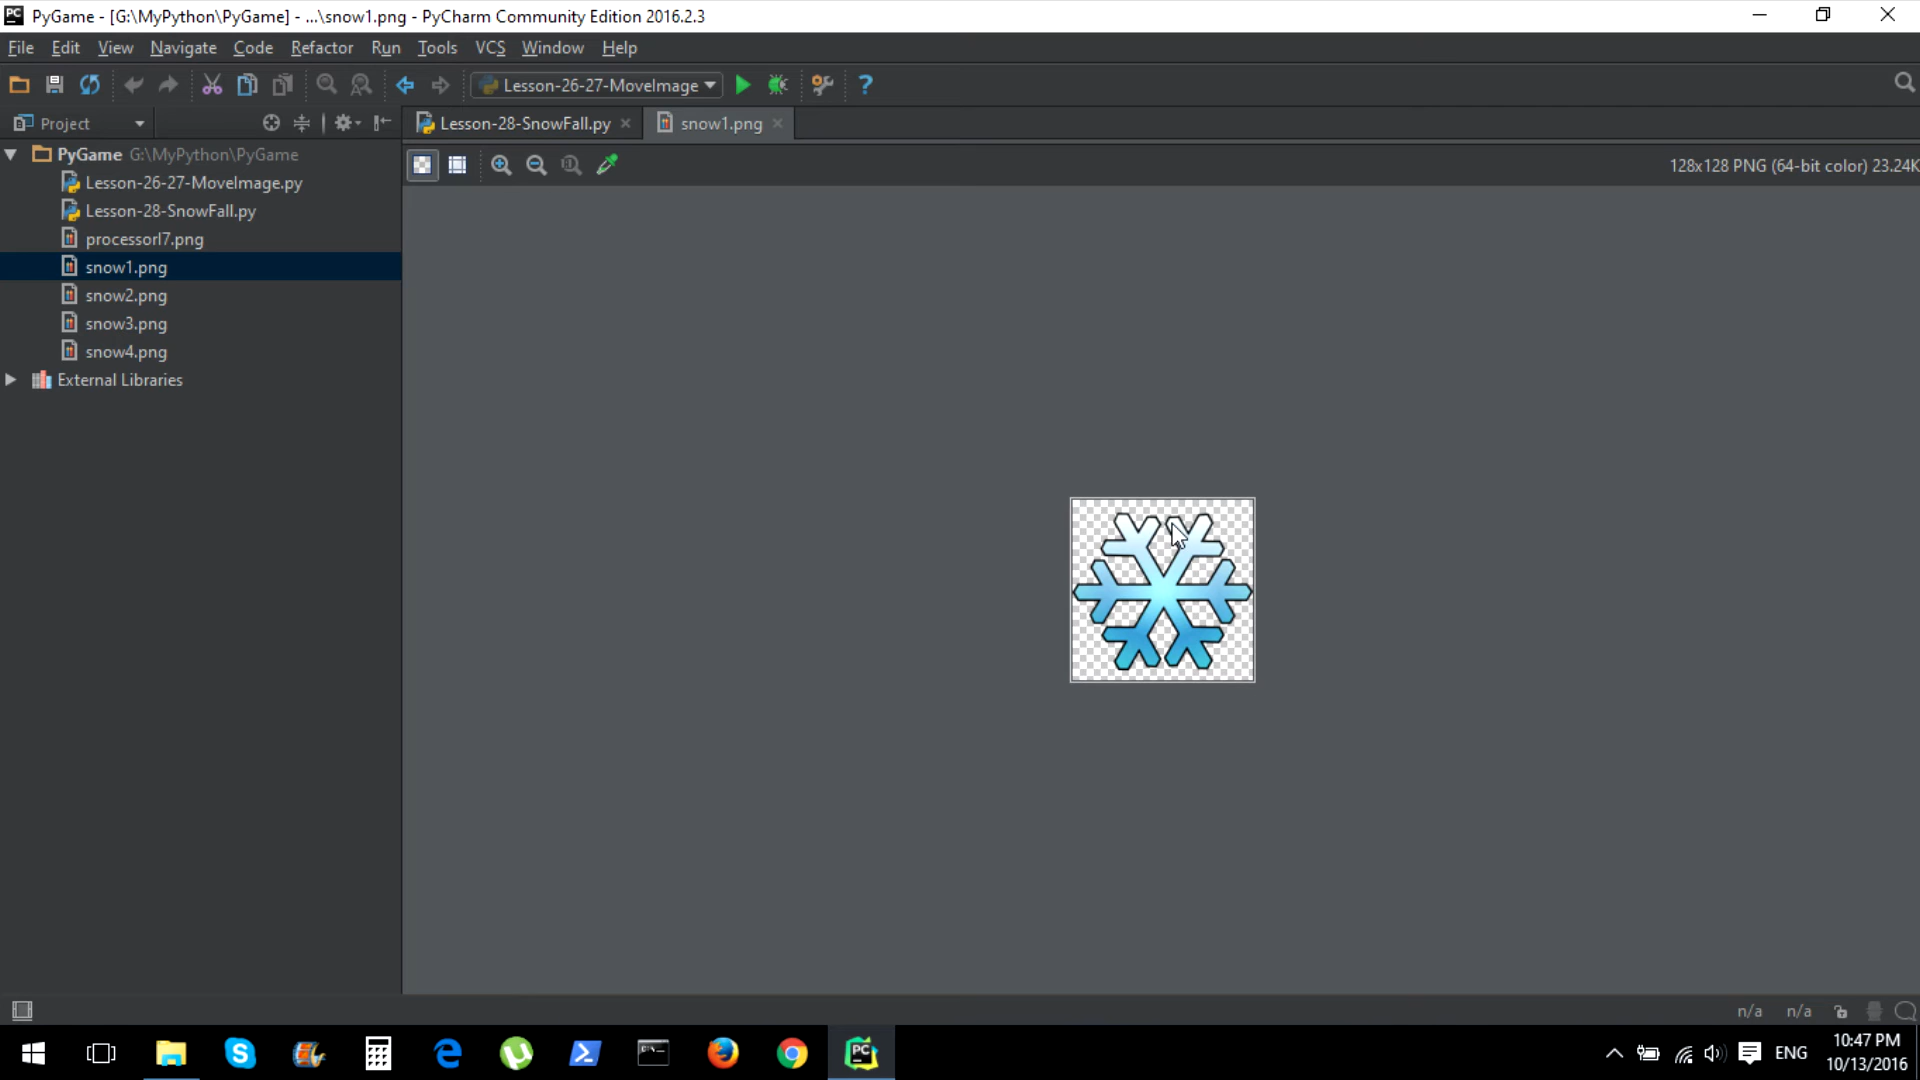 PC PyGame - [G:\MyPython\PyGame] - ...\snow1.png - PyCharm Community Edition 2016.2.3
File Edit View Navigate Code Refactor Run Tools VCS Window Help
Lesson-26-27-MoveImage
Project
Lesson-28-SnowFall.py
snow1.png
128x128 PNG (64-bit color) 23.24K
PyGame G:\MyPython\PyGame
Lesson-26-27-MoveImage.py
Lesson-28-SnowFall.py
processorI7.png
snow1.png
snow2.png
snow3.png
snow4.png
External Libraries
n/a n/a
PC
ENG
10:47 PM
10/13/2016